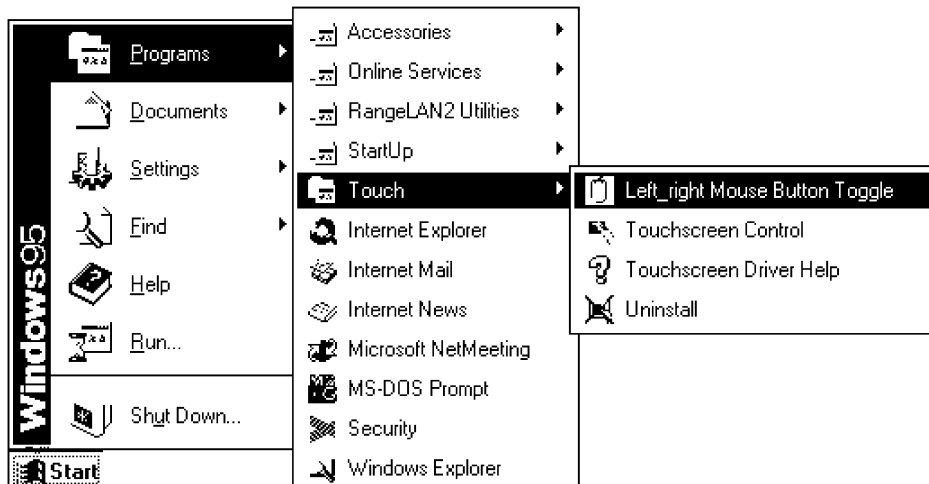 Programs
Documents
Settings
Find
Help
Run...
Shut Down...
Windows95
Start
Accessories
Online Services
RangeLAN2 Utilities
StartUp
Touch
Internet Explorer
Internet Mail
Internet News
Microsoft NetMeeting
MS-DOS Prompt
Security
Windows Explorer
Left_right Mouse Button Toggle
Touchscreen Control
Touchscreen Driver Help
Uninstall